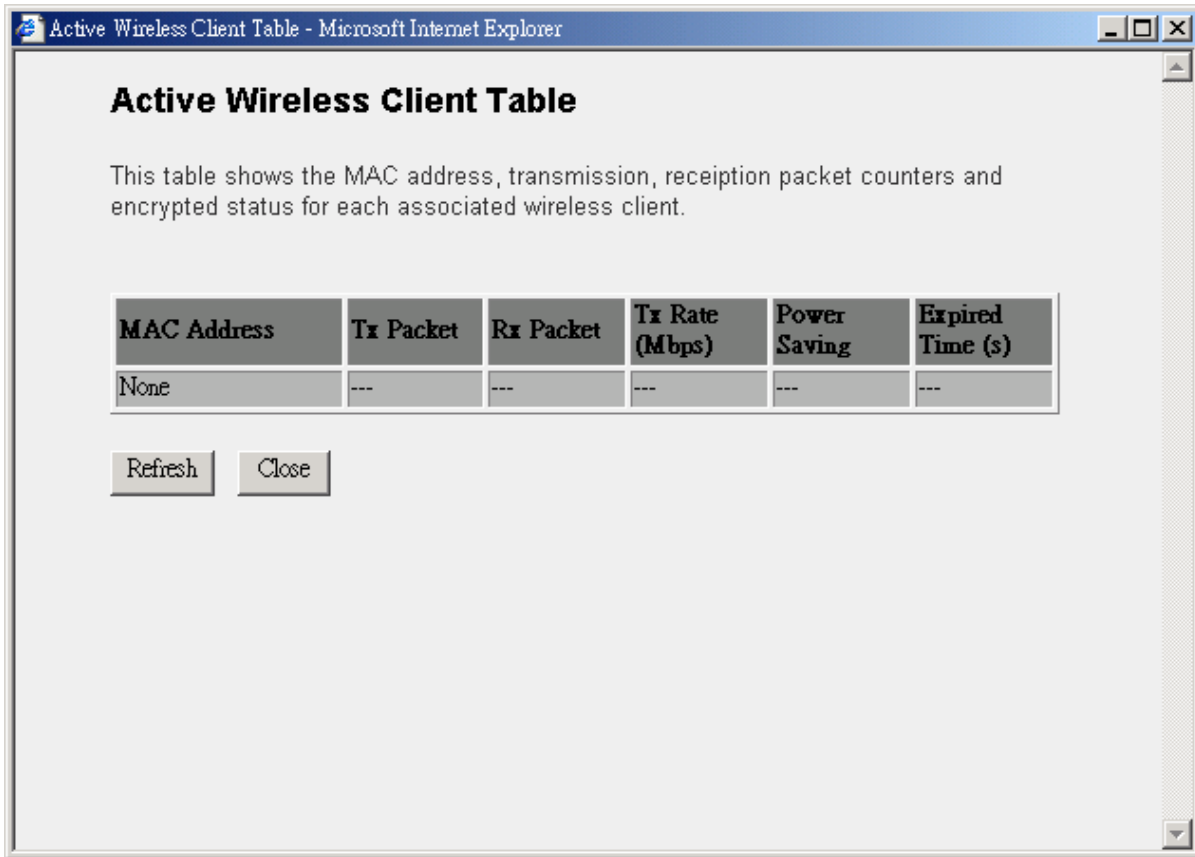 Active Wireless Client Table - Microsoft Internet Explorer
Active Wireless Client Table
This table shows the MAC address, transmission, receiption packet counters and
encrypted status for each associated wireless client.
MAC Address Tx Packet Rx Packet Tx Rate (Mbps) Power Saving Expired Time (s)
None --- --- --- --- ---
Refresh Close